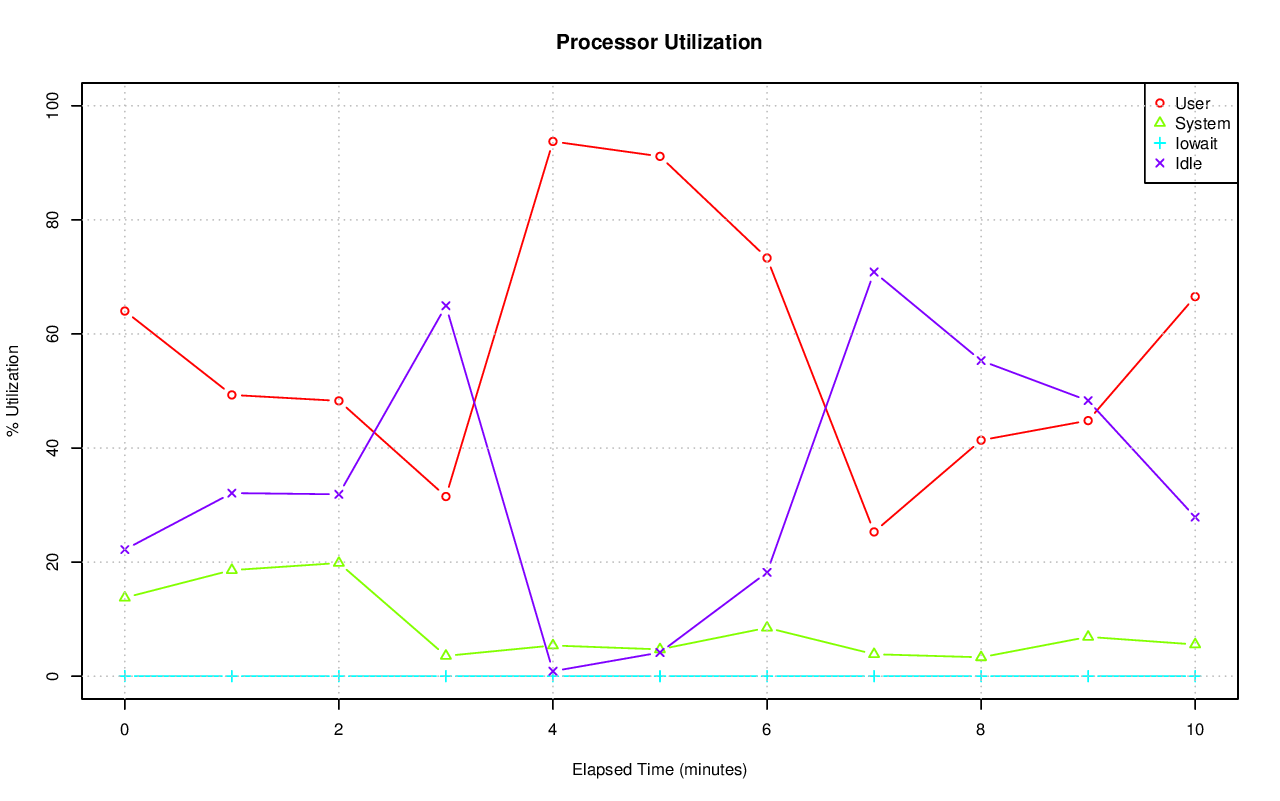 Processor Utilization
User
System
Iowait
Idle
% Utilization
100
80
60
40
20
0
0 2 4 6 8 10
Elapsed Time (minutes)